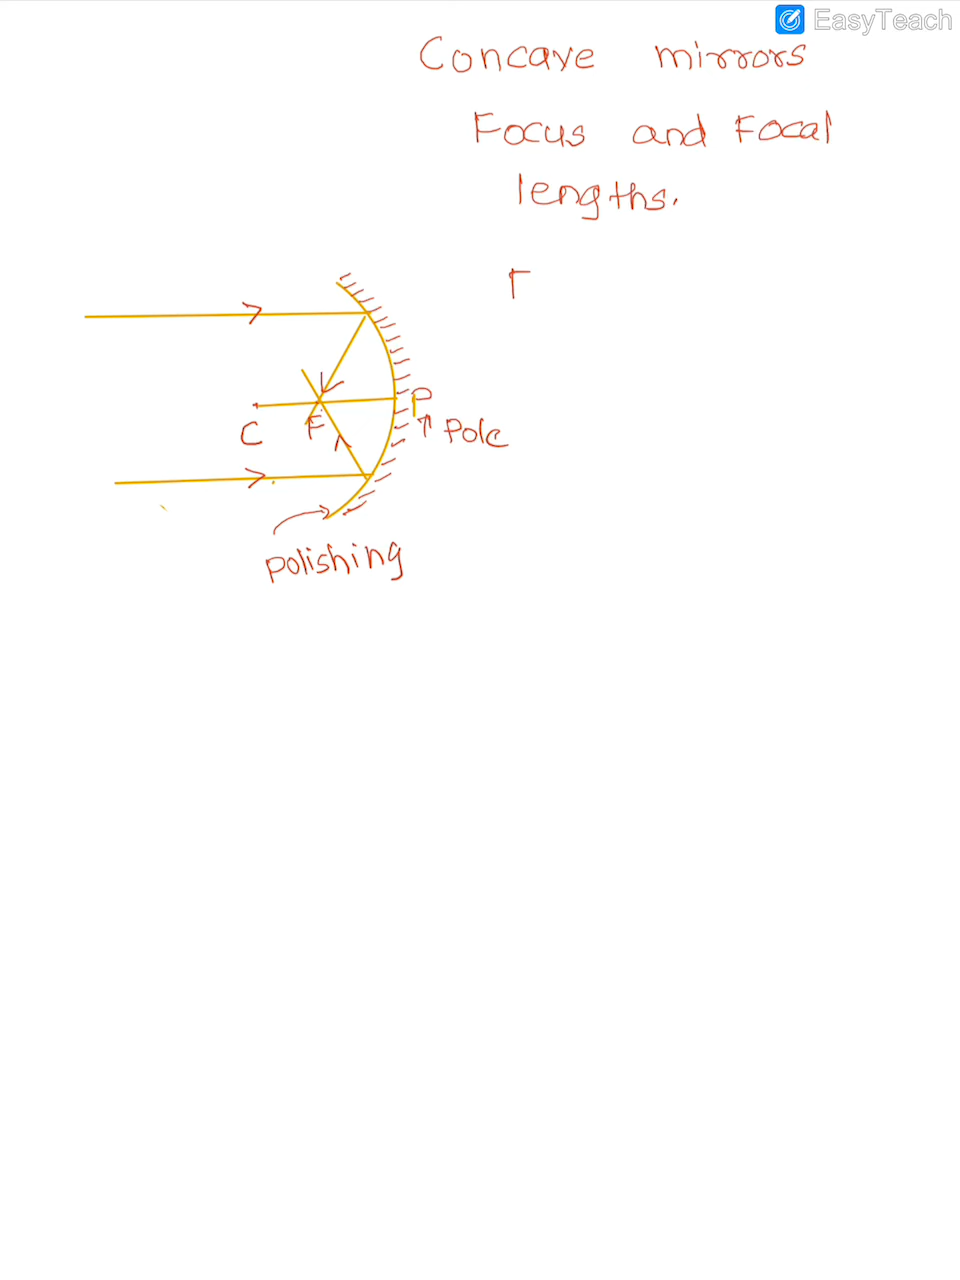 EasyTeach
Concave mirrors
Focus and Focal
lengths.
P
C F
↑ Pole
polishing